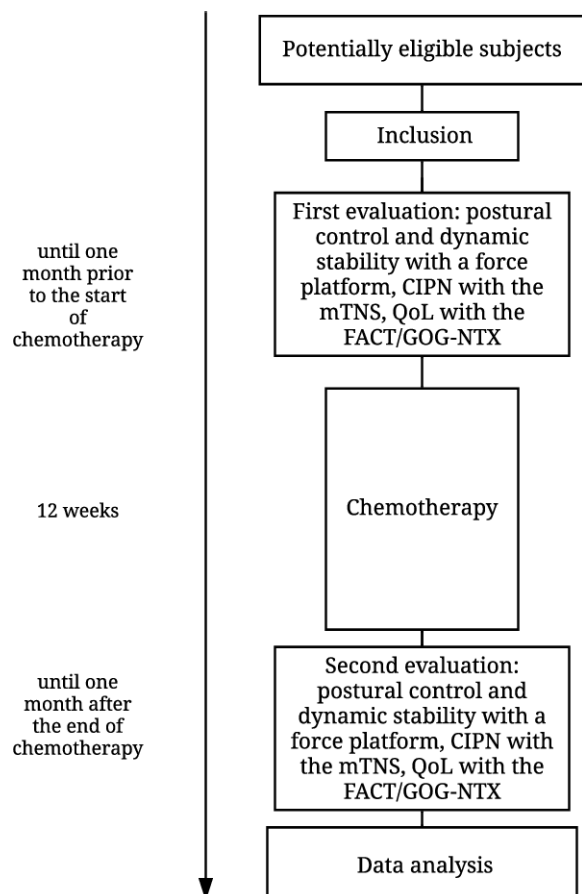 Potentially eligible subjects
Inclusion
until one
month prior
to the start
of
chemotherapy
First evaluation: postural
control and dynamic
stability with a force
platform, CIPN with the
mTNS, QoL with the
FACT/GOG-NTX
12 weeks
Chemotherapy
until one
month after
the end of
chemotherapy
Second evaluation:
postural control and
dynamic stability with a
force platform, CIPN with
the mTNS, QoL with the
FACT/GOG-NTX
Data analysis